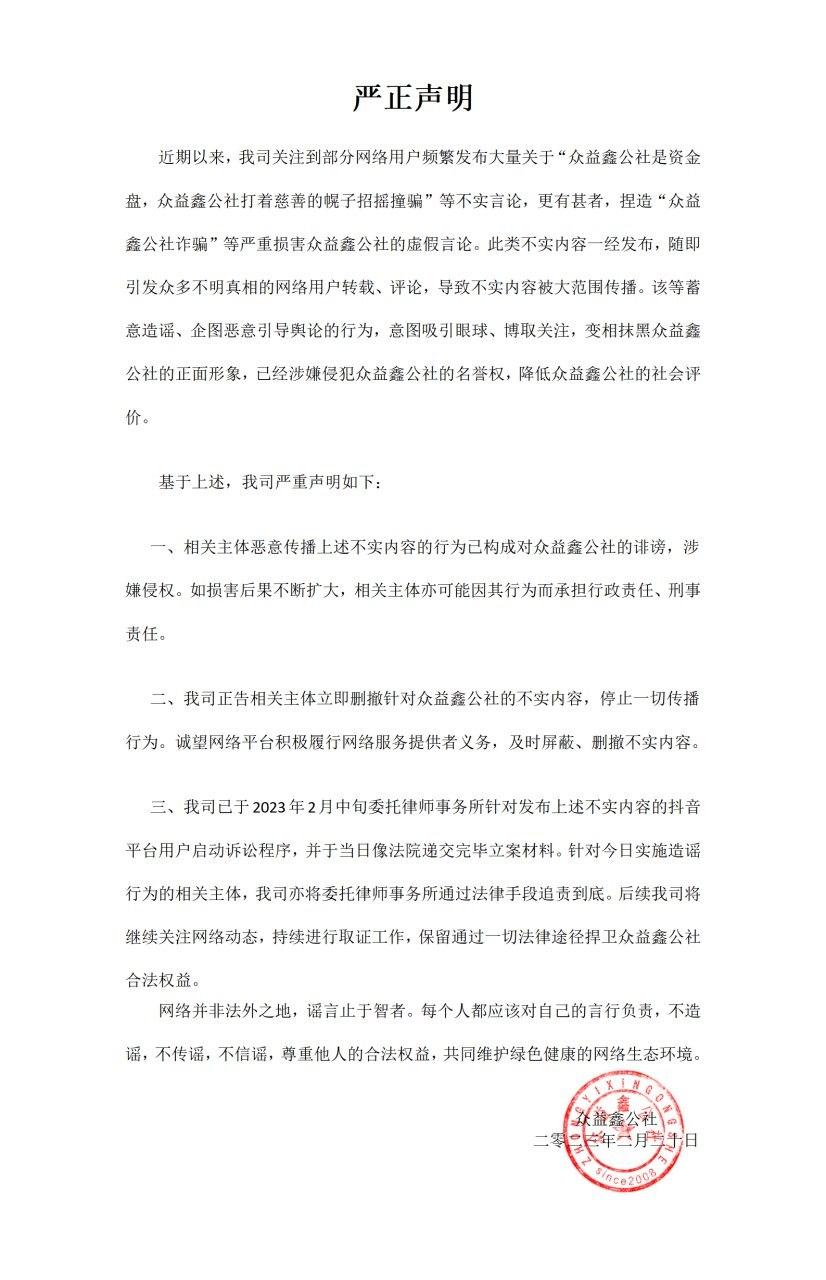 严正声明
近期以来，我司关注到部分网络用户频繁发布大量关于“众益鑫公社是资金
盘，众益鑫公社打着慈善的幌子招摇撞骗”等不实言论，更有甚者，捏造“众益
鑫公社诈骗”等严重损害众益鑫公社的虚假言论。此类不实内容一经发布，随即
引发众多不明真相的网络用户转载、评论，导致不实内容被大范围传播。该等蓄
意造谣、企图恶意引导舆论的行为，意图吸引眼球、博取关注，变相抹黑众益鑫
公社的正面形象，已经涉嫌侵犯众益鑫公社的名誉权，降低众益鑫公社的社会评
价。
基于上述，我司严重声明如下：
一、相关主体恶意传播上述不实内容的行为已构成对众益鑫公社的诽谤，涉
嫌侵权。如损害后果不断扩大，相关主体亦可能因其行为而承担行政责任、刑事
责任。
二、我司正告相关主体立即删撤针对众益鑫公社的不实内容，停止一切传播
行为。诚望网络平台积极履行网络服务提供者义务，及时屏蔽、删撤不实内容。
三、我司已于2023年2月中旬委托律师事务所针对发布上述不实内容的抖音
平台用户启动诉讼程序，并于当日像法院递交完毕立案材料。针对今日实施造谣
行为的相关主体，我司亦将委托律师事务所通过法律手段追责到底。后续我司将
继续关注网络动态，持续进行取证工作，保留通过一切法律途径捍卫众益鑫公社
合法权益。
网络并非法外之地，谣言止于智者。每个人都应该对自己的言行负责，不造
谣，不传谣，不信谣，尊重他人的合法权益，共同维护绿色健康的网络生态环境。
ZHONGYIXINGONGSHE
鑫
众益鑫公社
二零二三年二月二十日
since2008